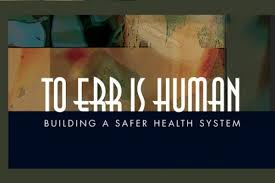 TO ERR IS HUMAN
BUILDING A SAFER HEALTH SYSTEM